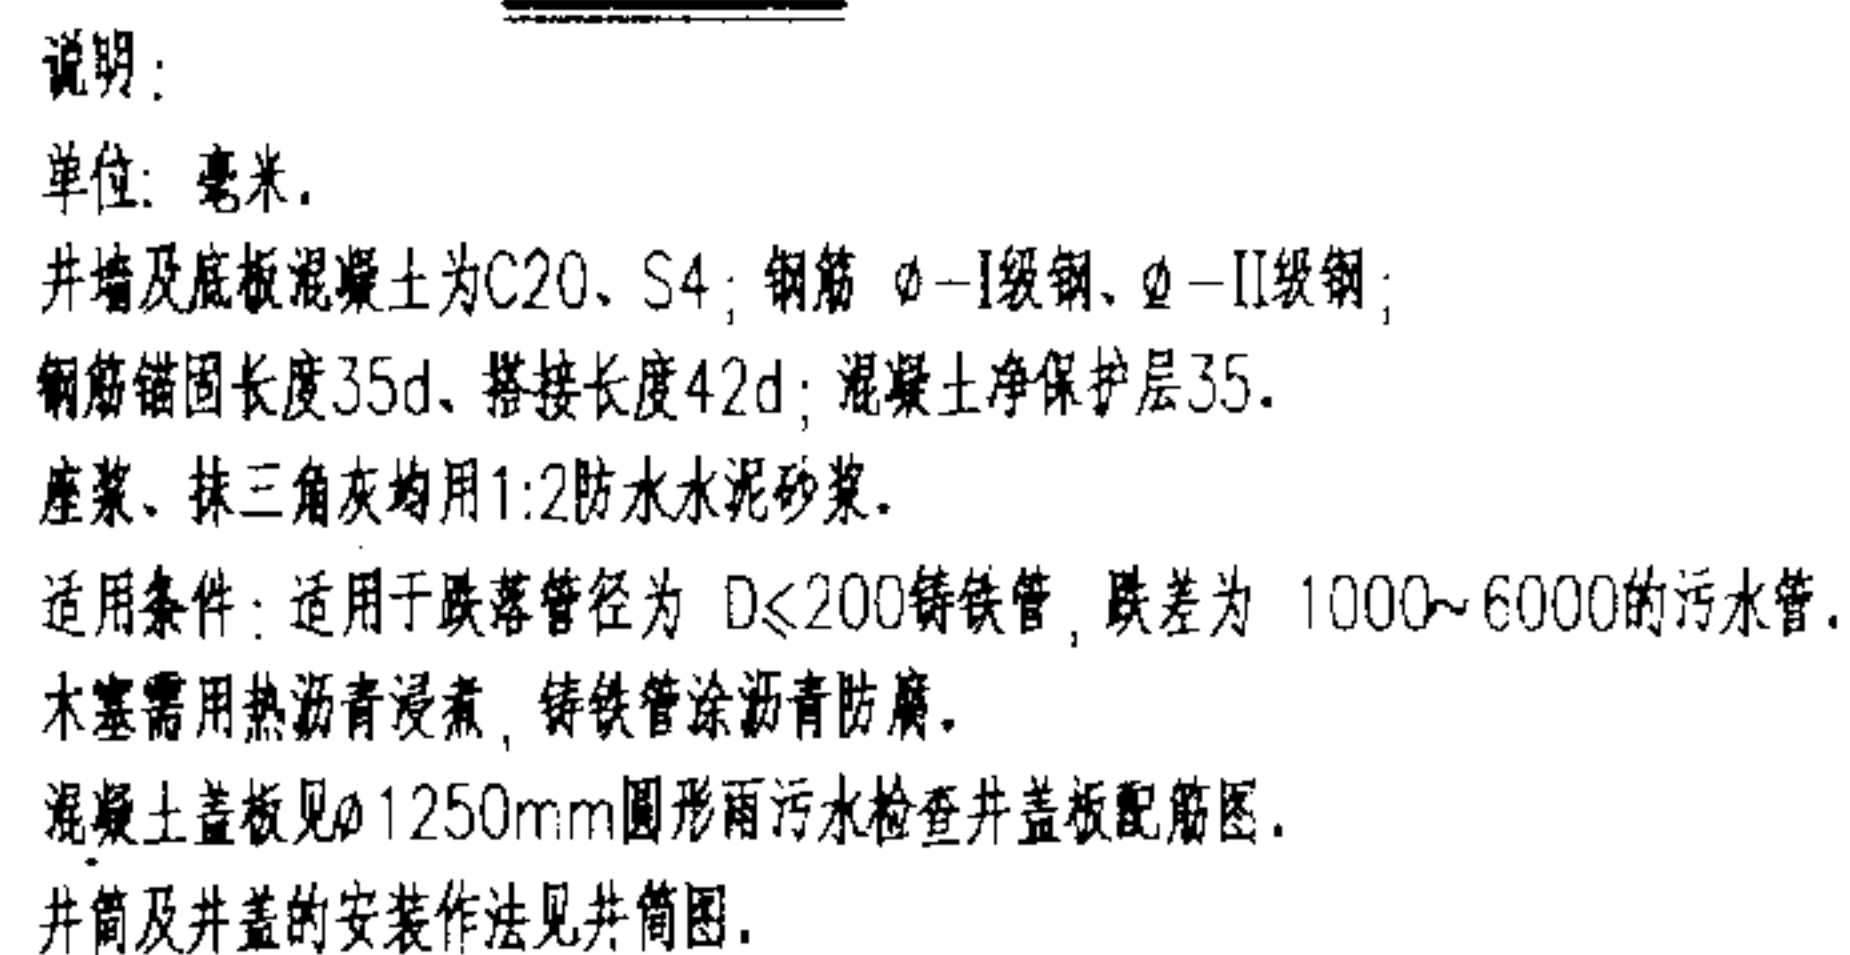 说明:
单位: 毫米.
井墙及底板混凝土为C20、S4; 钢筋 ø-I级钢、ø-II级钢;
钢筋锚固长度35d、搭接长度42d; 混凝土净保护层35.
座浆、抹三角灰均用1:2防水水泥砂浆.
适用条件: 适用于跌落管径为 D≤200铸铁管, 跌差为 1000~6000的污水管.
木塞需用热沥青浸煮, 铸铁管涂沥青防腐.
混凝土盖板见ø1250mm圆形雨污水检查井盖板配筋图.
井筒及井盖的安装作法见井筒图.